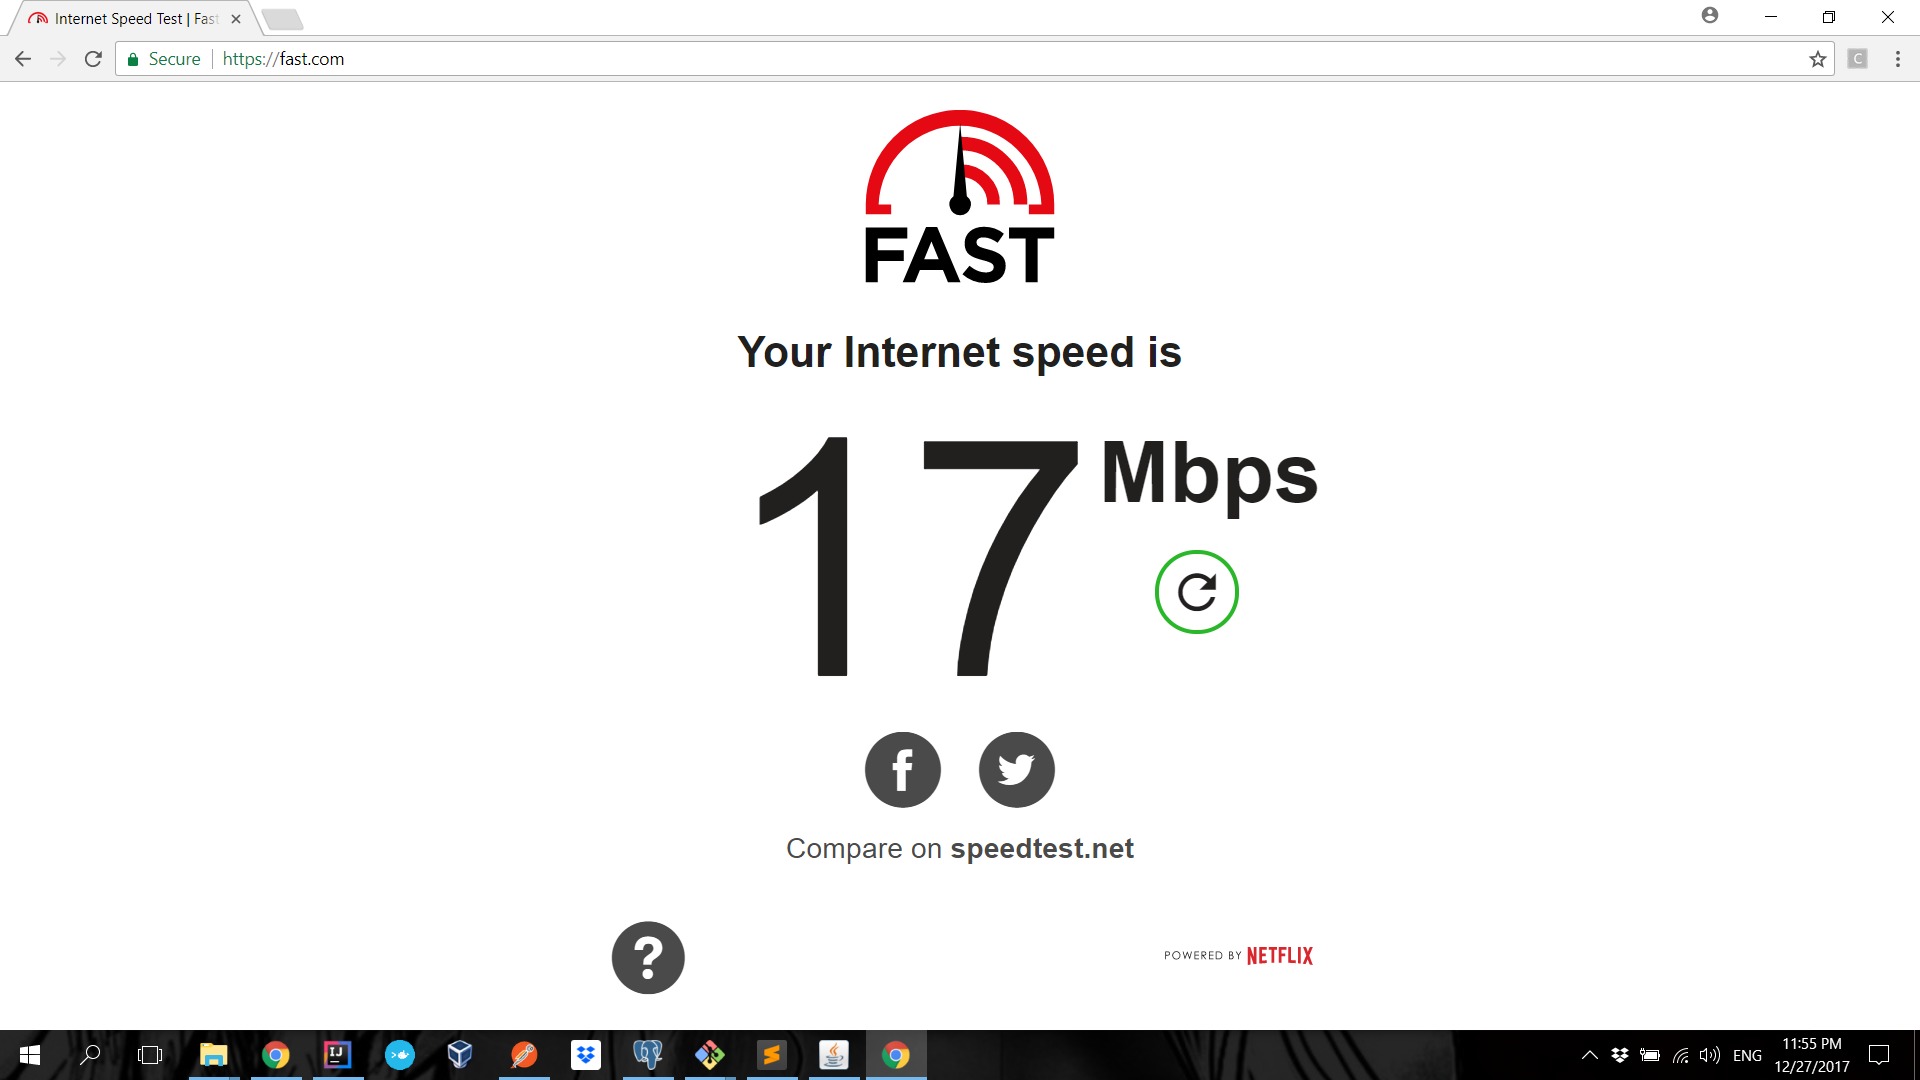 Internet Speed Test | Fast
Secure
https://fast.com
C
FAST
Your Internet speed is
17 Mbps
f
Compare on speedtest.net
?
POWERED BY NETFLIX
IJ
ENG
11:55 PM
12/27/2017